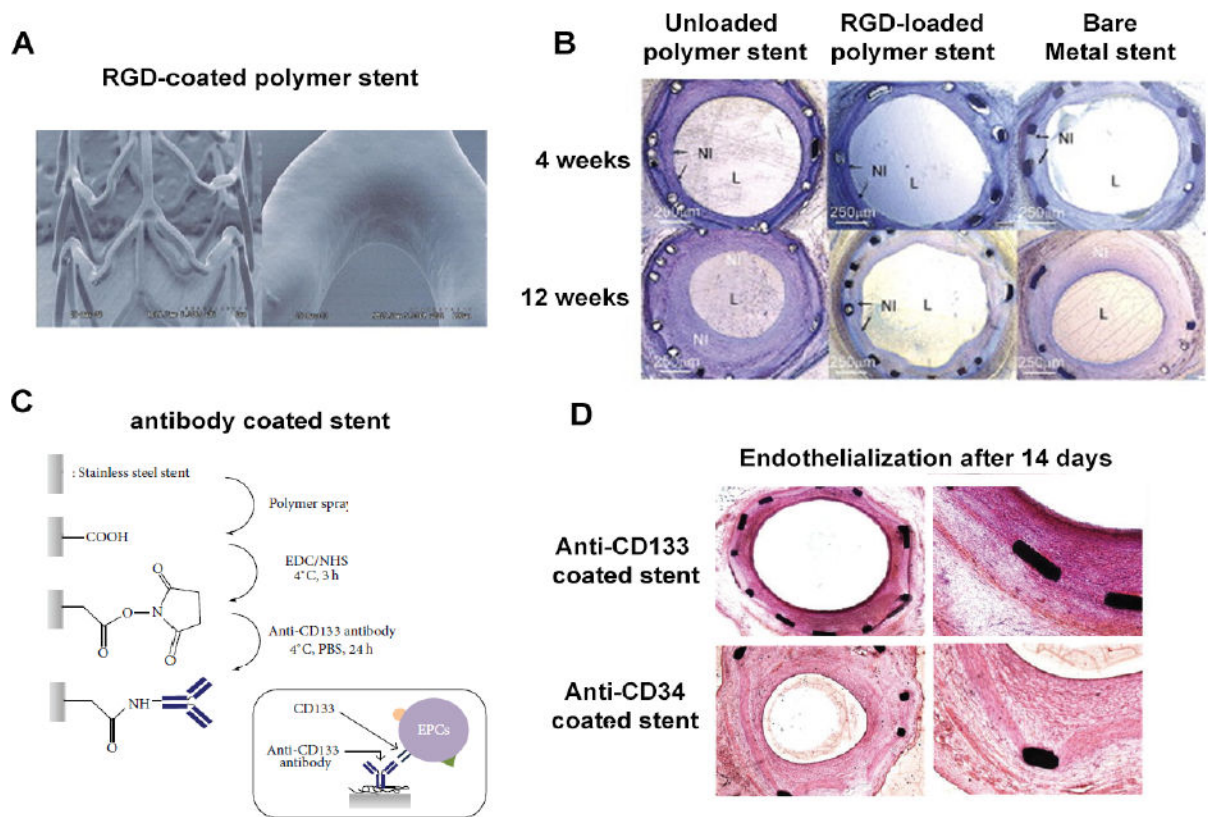 A
RGD-coated polymer stent
B
Unloaded polymer stent
RGD-loaded polymer stent
Bare Metal stent
4 weeks
NI
L
250μm
NI
NI
L
250μm
NI
L
250μm
12 weeks
NI
L
NI
250μm
NI
L
250μm
NI
L
250μm
C
antibody coated stent
: Stainless steel stent
Polymer spray
COOH
EDC/NHS
4°C, 3 h
O
O
N
O
O
Anti-CD133 antibody
4°C, PBS, 24 h
NH
O
CD133
EPCs
Anti-CD133
antibody
D
Endothelialization after 14 days
Anti-CD133
coated stent
Anti-CD34
coated stent